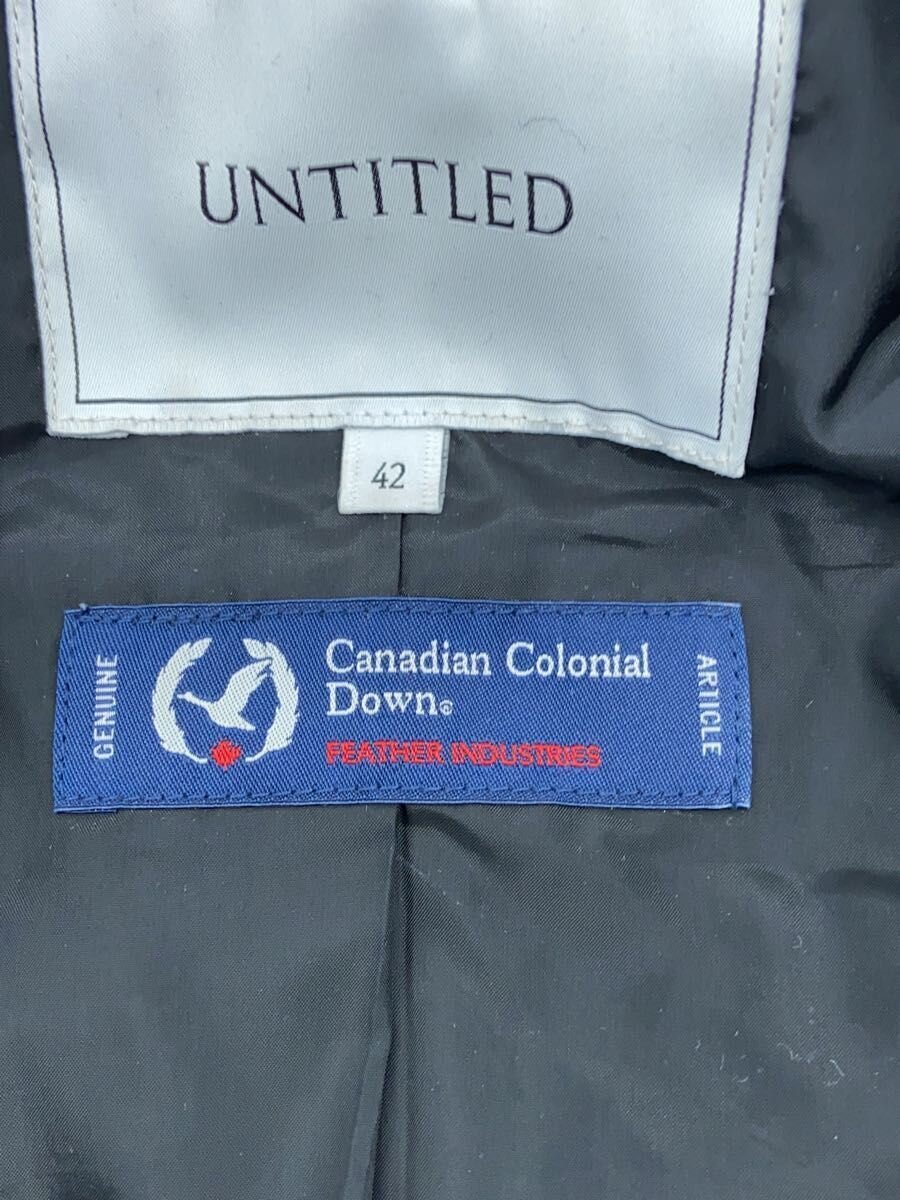 UNTITLED
42
GENUINE
Canadian Colonial
Down®
FEATHER INDUSTRIES
ARTICLE